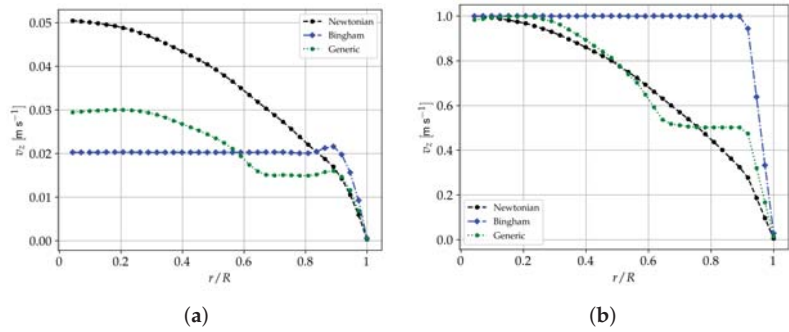 0.05
0.04
0.03
0.02
0.01
0.00
v_z [m s⁻¹]
Newtonian
Bingham
Generic
0
0.2
0.4
0.6
0.8
1
r/R
(a)
1.0
0.8
0.6
0.4
0.2
0.0
v_z [m s⁻¹]
Newtonian
Bingham
Generic
0
0.2
0.4
0.6
0.8
1
r/R
(b)